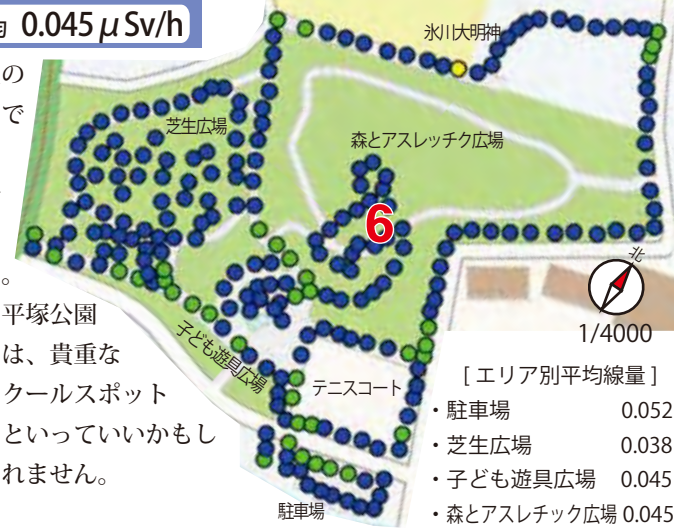 均 0.045μSv/h
の
で
。
平塚公園
は、貴重な
クールスポット
といっていいかもし
れません。
氷川大明神
芝生広場
森とアスレッチク広場
6
子ども遊具広場
テニスコート
駐車場
北
1/4000
[ エリア別平均線量 ]
・駐車場 0.052
・芝生広場 0.038
・子ども遊具広場 0.045
・森とアスレチック広場 0.045